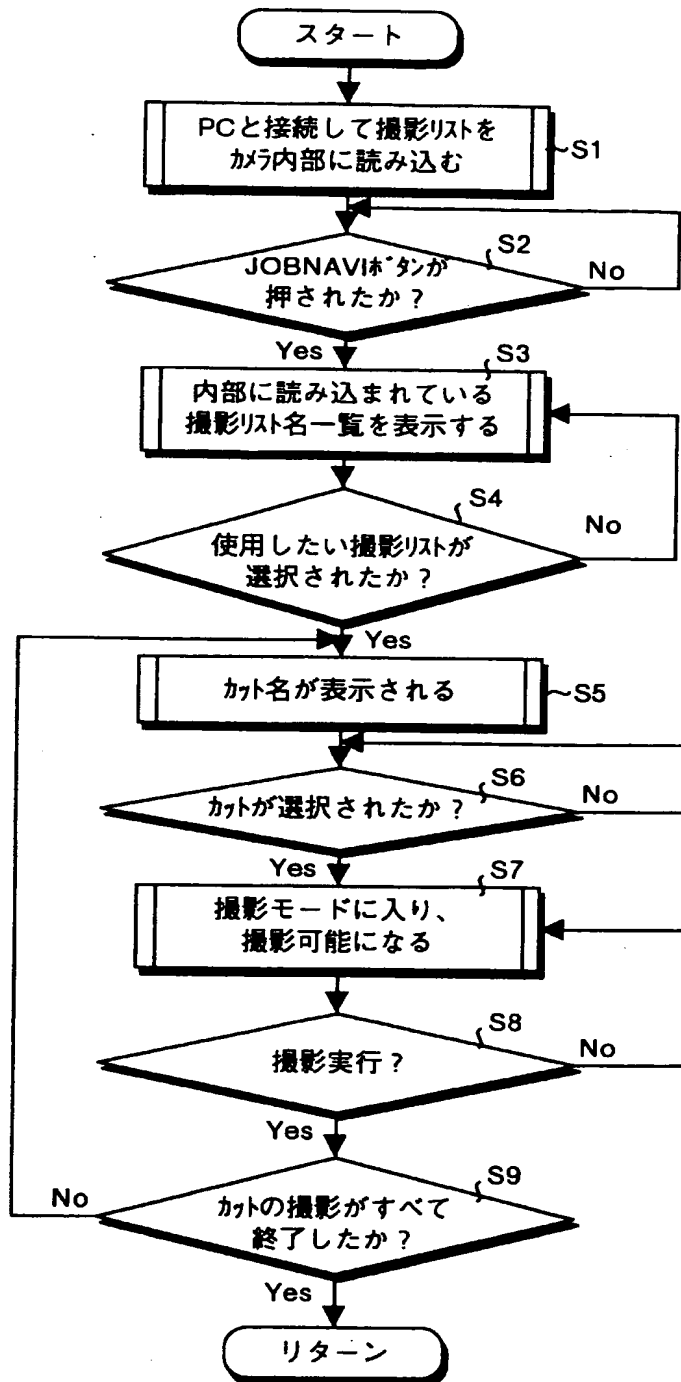 スタート
PCと接続して撮影リストを
カメラ内部に読み込む
S1
S2
JOBNAVIボタンが
押されたか？
No
Yes
S3
内部に読み込まれている
撮影リスト名一覧を表示する
S4
No
使用したい撮影リストが
選択されたか？
Yes
カット名が表示される
S5
S6
カットが選択されたか？
No
Yes
S7
撮影モードに入り、
撮影可能になる
S8
撮影実行？
No
Yes
S9
No
カットの撮影がすべて
終了したか？
Yes
リターン